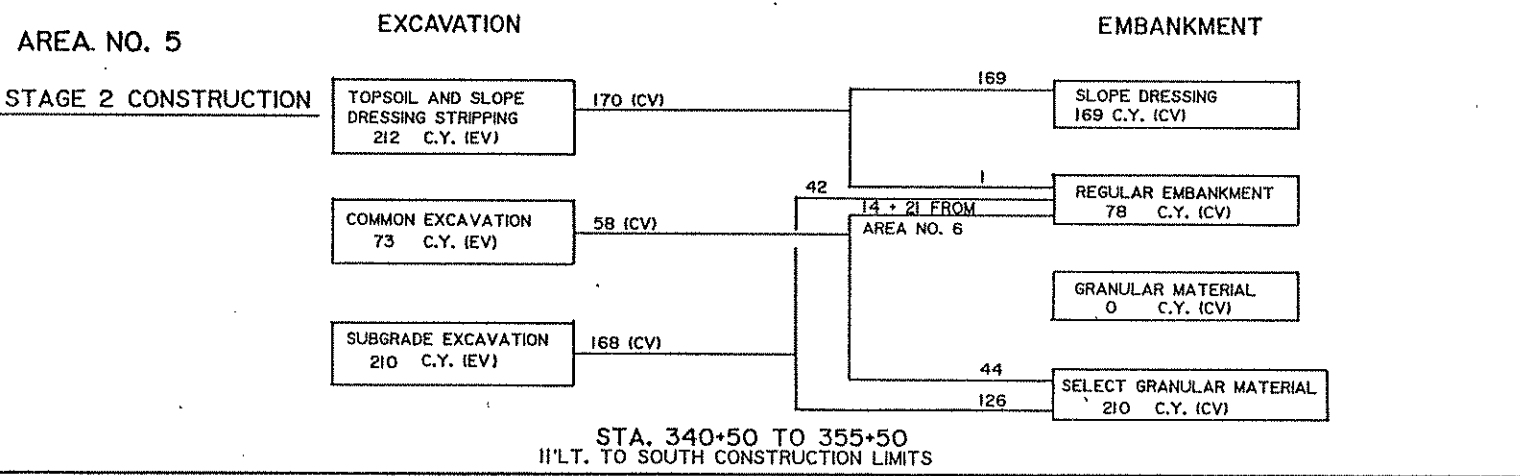 AREA. NO. 5
STAGE 2 CONSTRUCTION
EXCAVATION
EMBANKMENT
TOPSOIL AND SLOPE
DRESSING STRIPPING
212 C.Y. (EV)
170 (CV)
169
SLOPE DRESSING
169 C.Y. (CV)
1
42
REGULAR EMBANKMENT
78 C.Y. (CV)
14 + 21 FROM
AREA NO. 6
COMMON EXCAVATION
73 C.Y. (EV)
58 (CV)
GRANULAR MATERIAL
0 C.Y. (CV)
SUBGRADE EXCAVATION
210 C.Y. (EV)
168 (CV)
44
126
SELECT GRANULAR MATERIAL
210 C.Y. (CV)
STA. 340+50 TO 355+50
11'LT. TO SOUTH CONSTRUCTION LIMITS